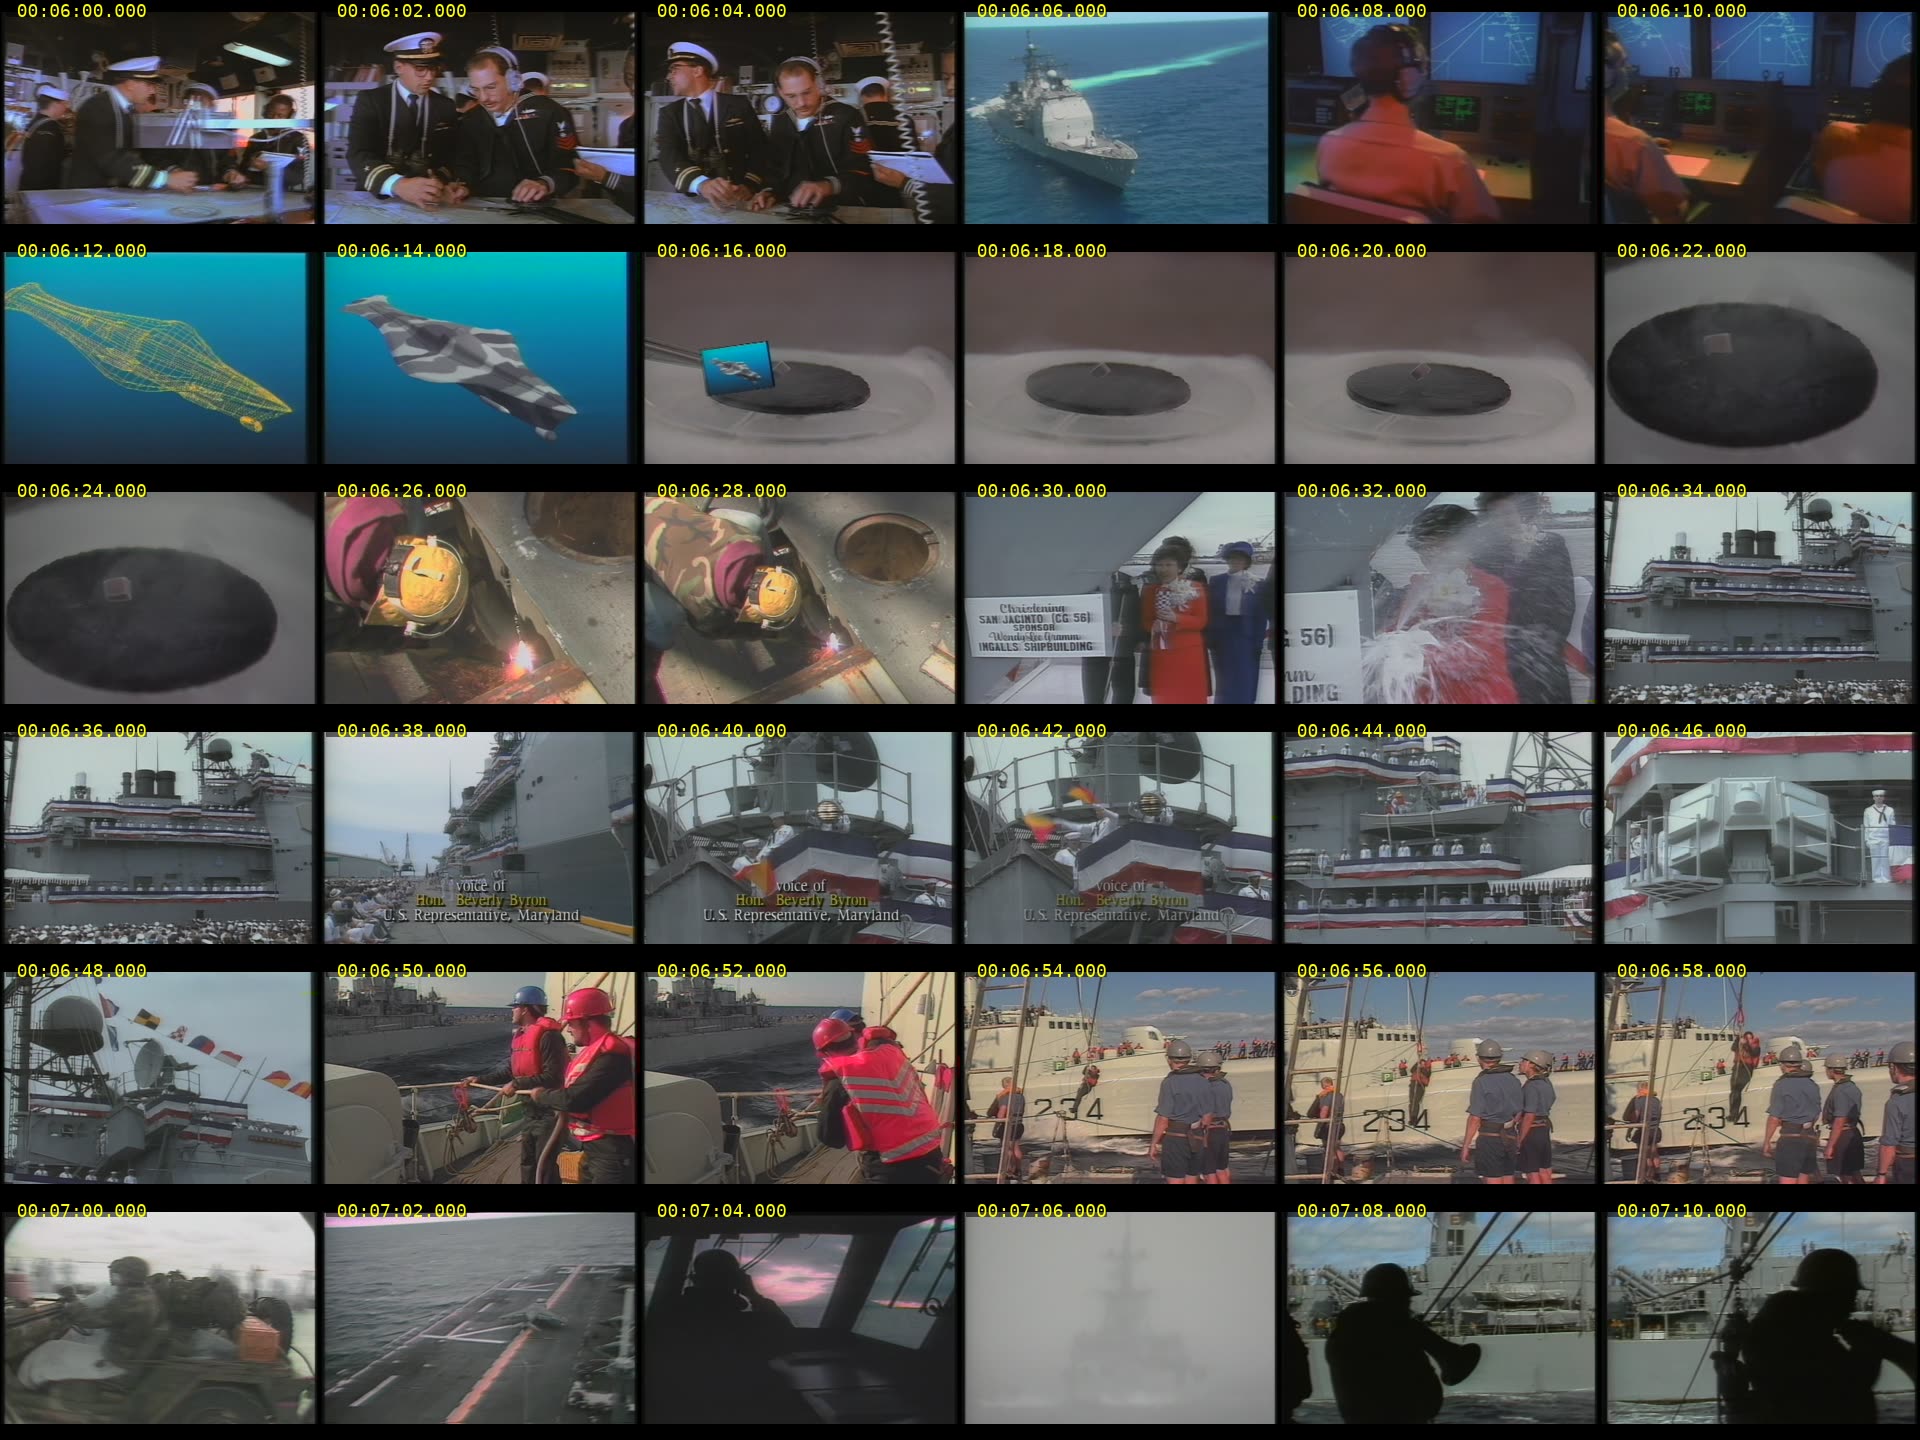 00:06:00.000
00:06:02.000
00:06:04.000
00:06:06.000
00:06:08.000
00:06:10.000
00:06:12.000
00:06:14.000
00:06:16.000
00:06:18.000
00:06:20.000
00:06:22.000
00:06:24.000
00:06:26.000
00:06:28.000
00:06:30.000
Christening
SAN JACINTO (CG 56)
SPONSOR
Wendy Lee Gramm
INGALLS SHIPBUILDING
00:06:32.000
56)
DING
00:06:34.000
00:06:36.000
00:06:38.000
voice of
Hon. Beverly Byron
U.S. Representative, Maryland
00:06:40.000
voice of
Hon. Beverly Byron
U.S. Representative, Maryland
00:06:42.000
voice of
Hon. Beverly Byron
U.S. Representative, Maryland
00:06:44.000
00:06:46.000
00:06:48.000
00:06:50.000
00:06:52.000
00:06:54.000
234
00:06:56.000
234
00:06:58.000
234
00:07:00.000
00:07:02.000
00:07:04.000
00:07:06.000
00:07:08.000
00:07:10.000